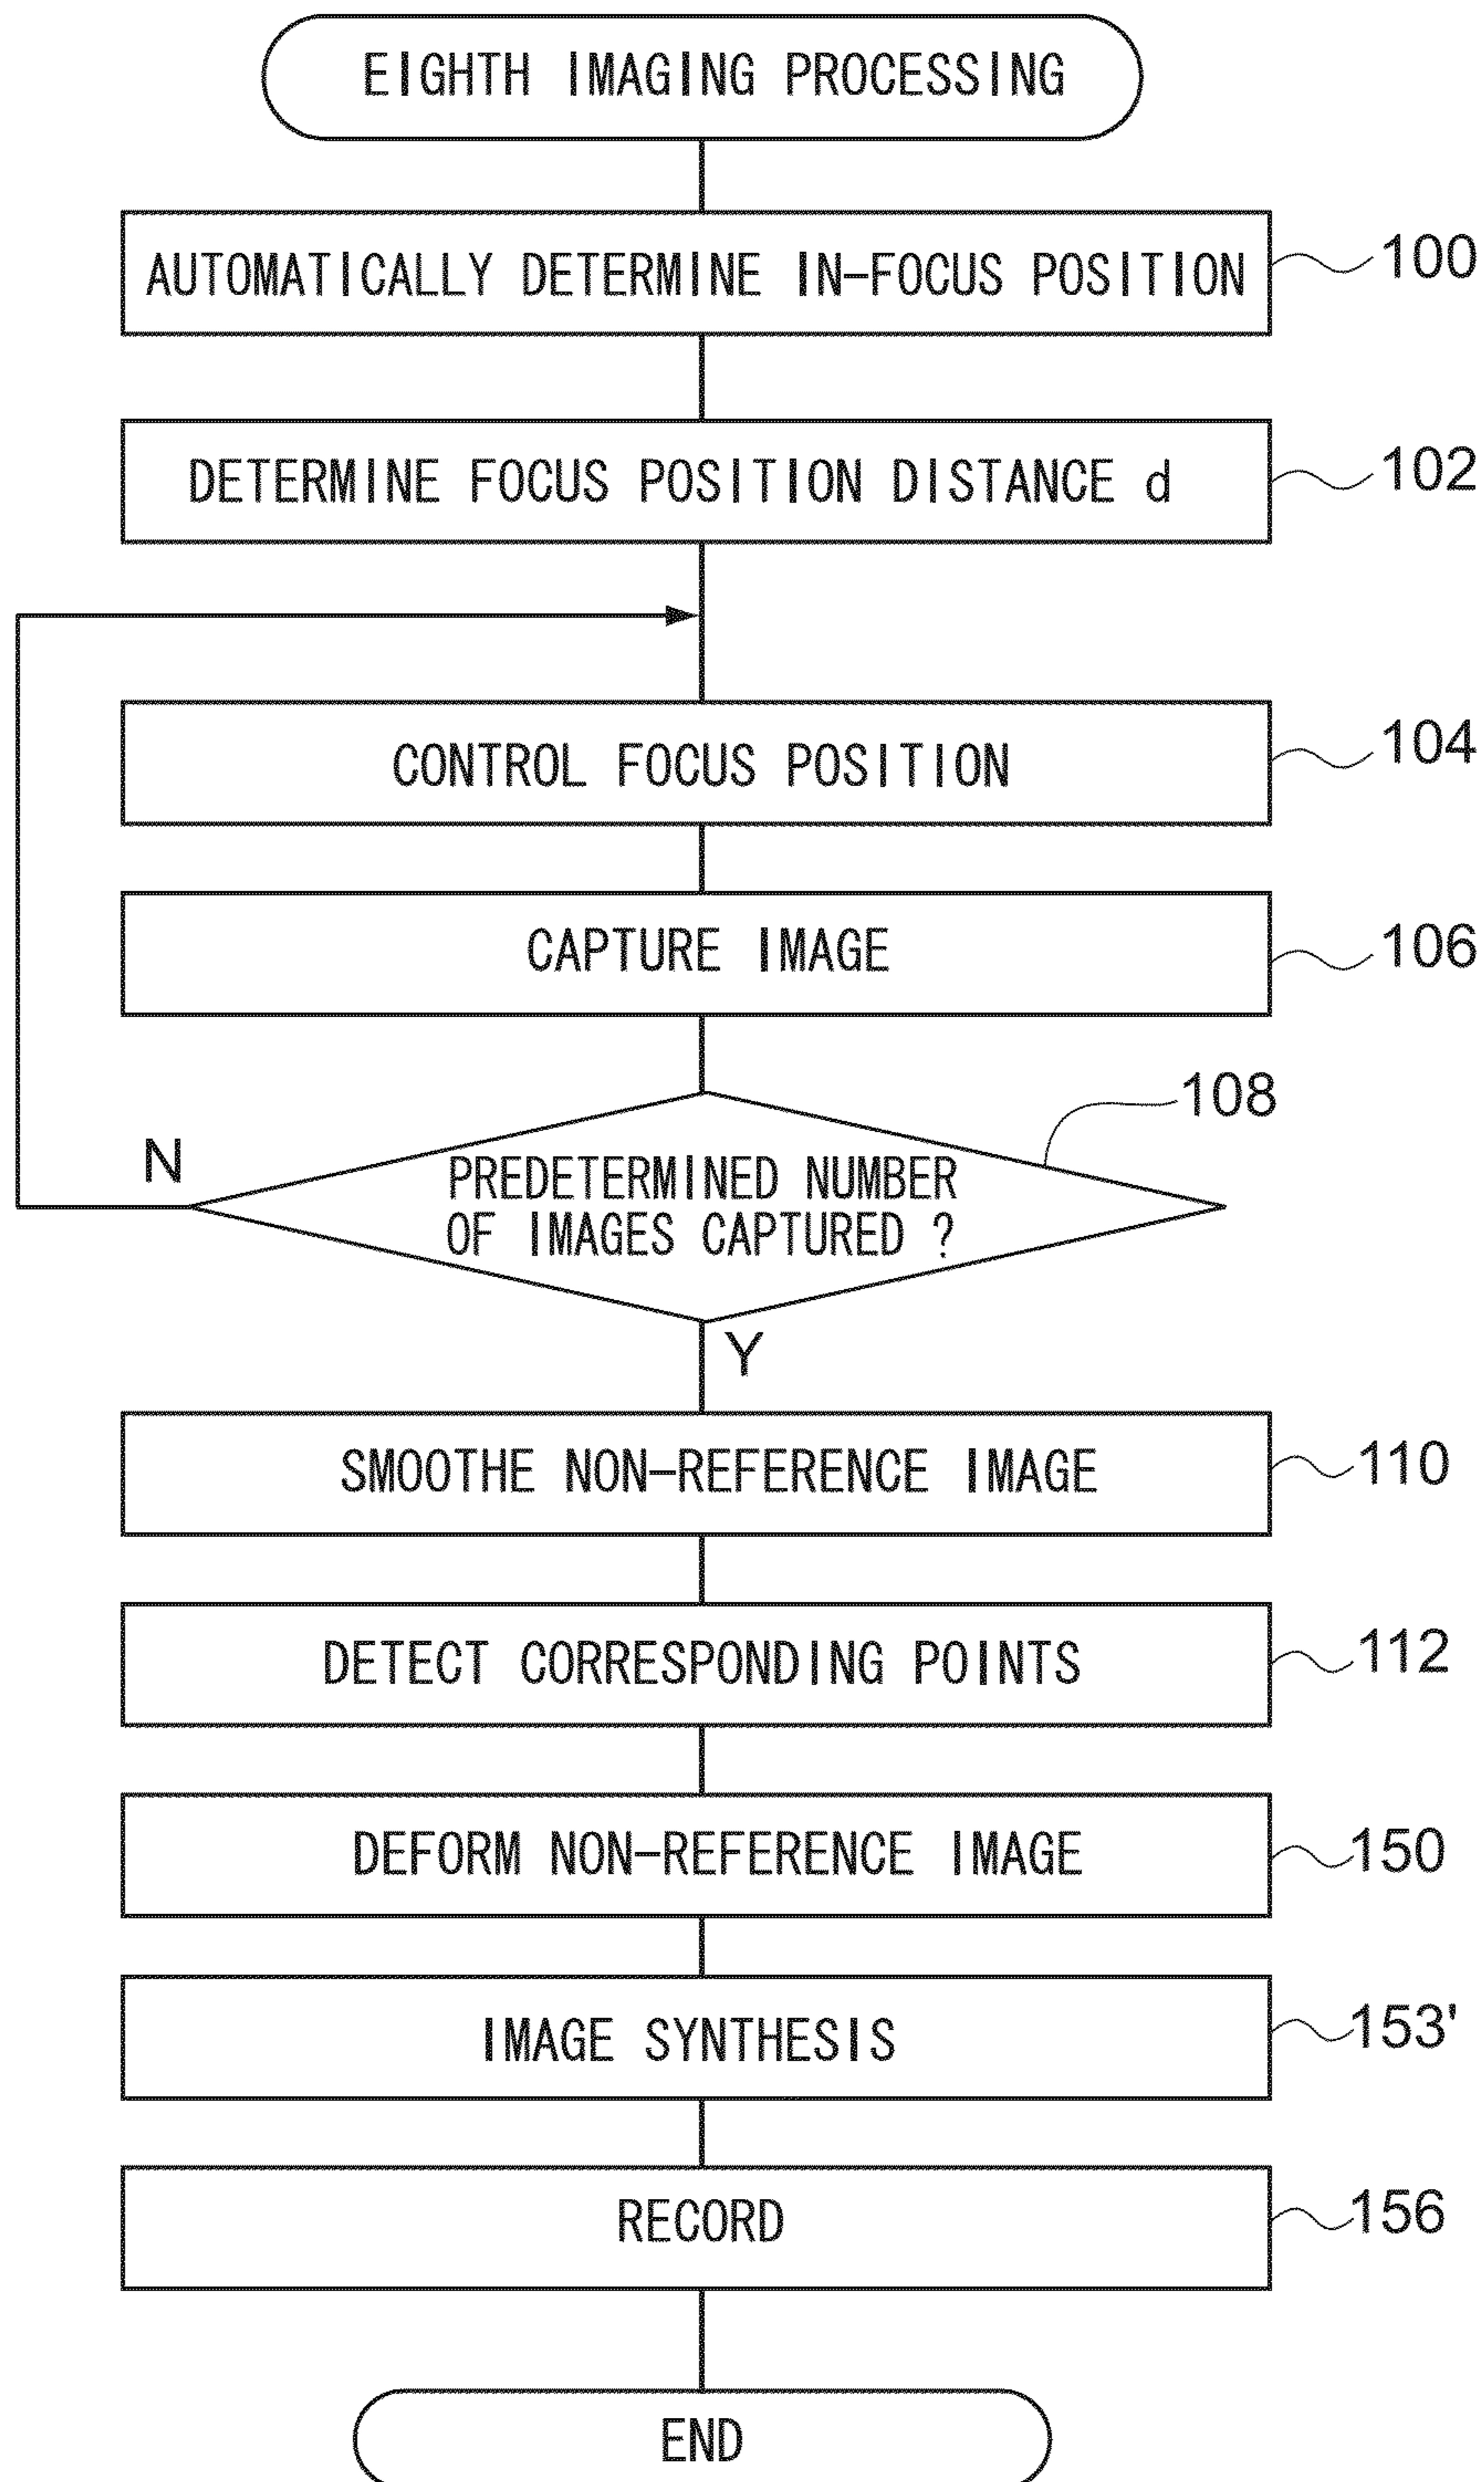 EIGHTH IMAGING PROCESSING
AUTOMATICALLY DETERMINE IN-FOCUS POSITION
100
DETERMINE FOCUS POSITION DISTANCE d
102
CONTROL FOCUS POSITION
104
CAPTURE IMAGE
106
108
N
PREDETERMINED NUMBER
OF IMAGES CAPTURED ?
Y
SMOOTHE NON-REFERENCE IMAGE
110
DETECT CORRESPONDING POINTS
112
DEFORM NON-REFERENCE IMAGE
150
IMAGE SYNTHESIS
153'
RECORD
156
END